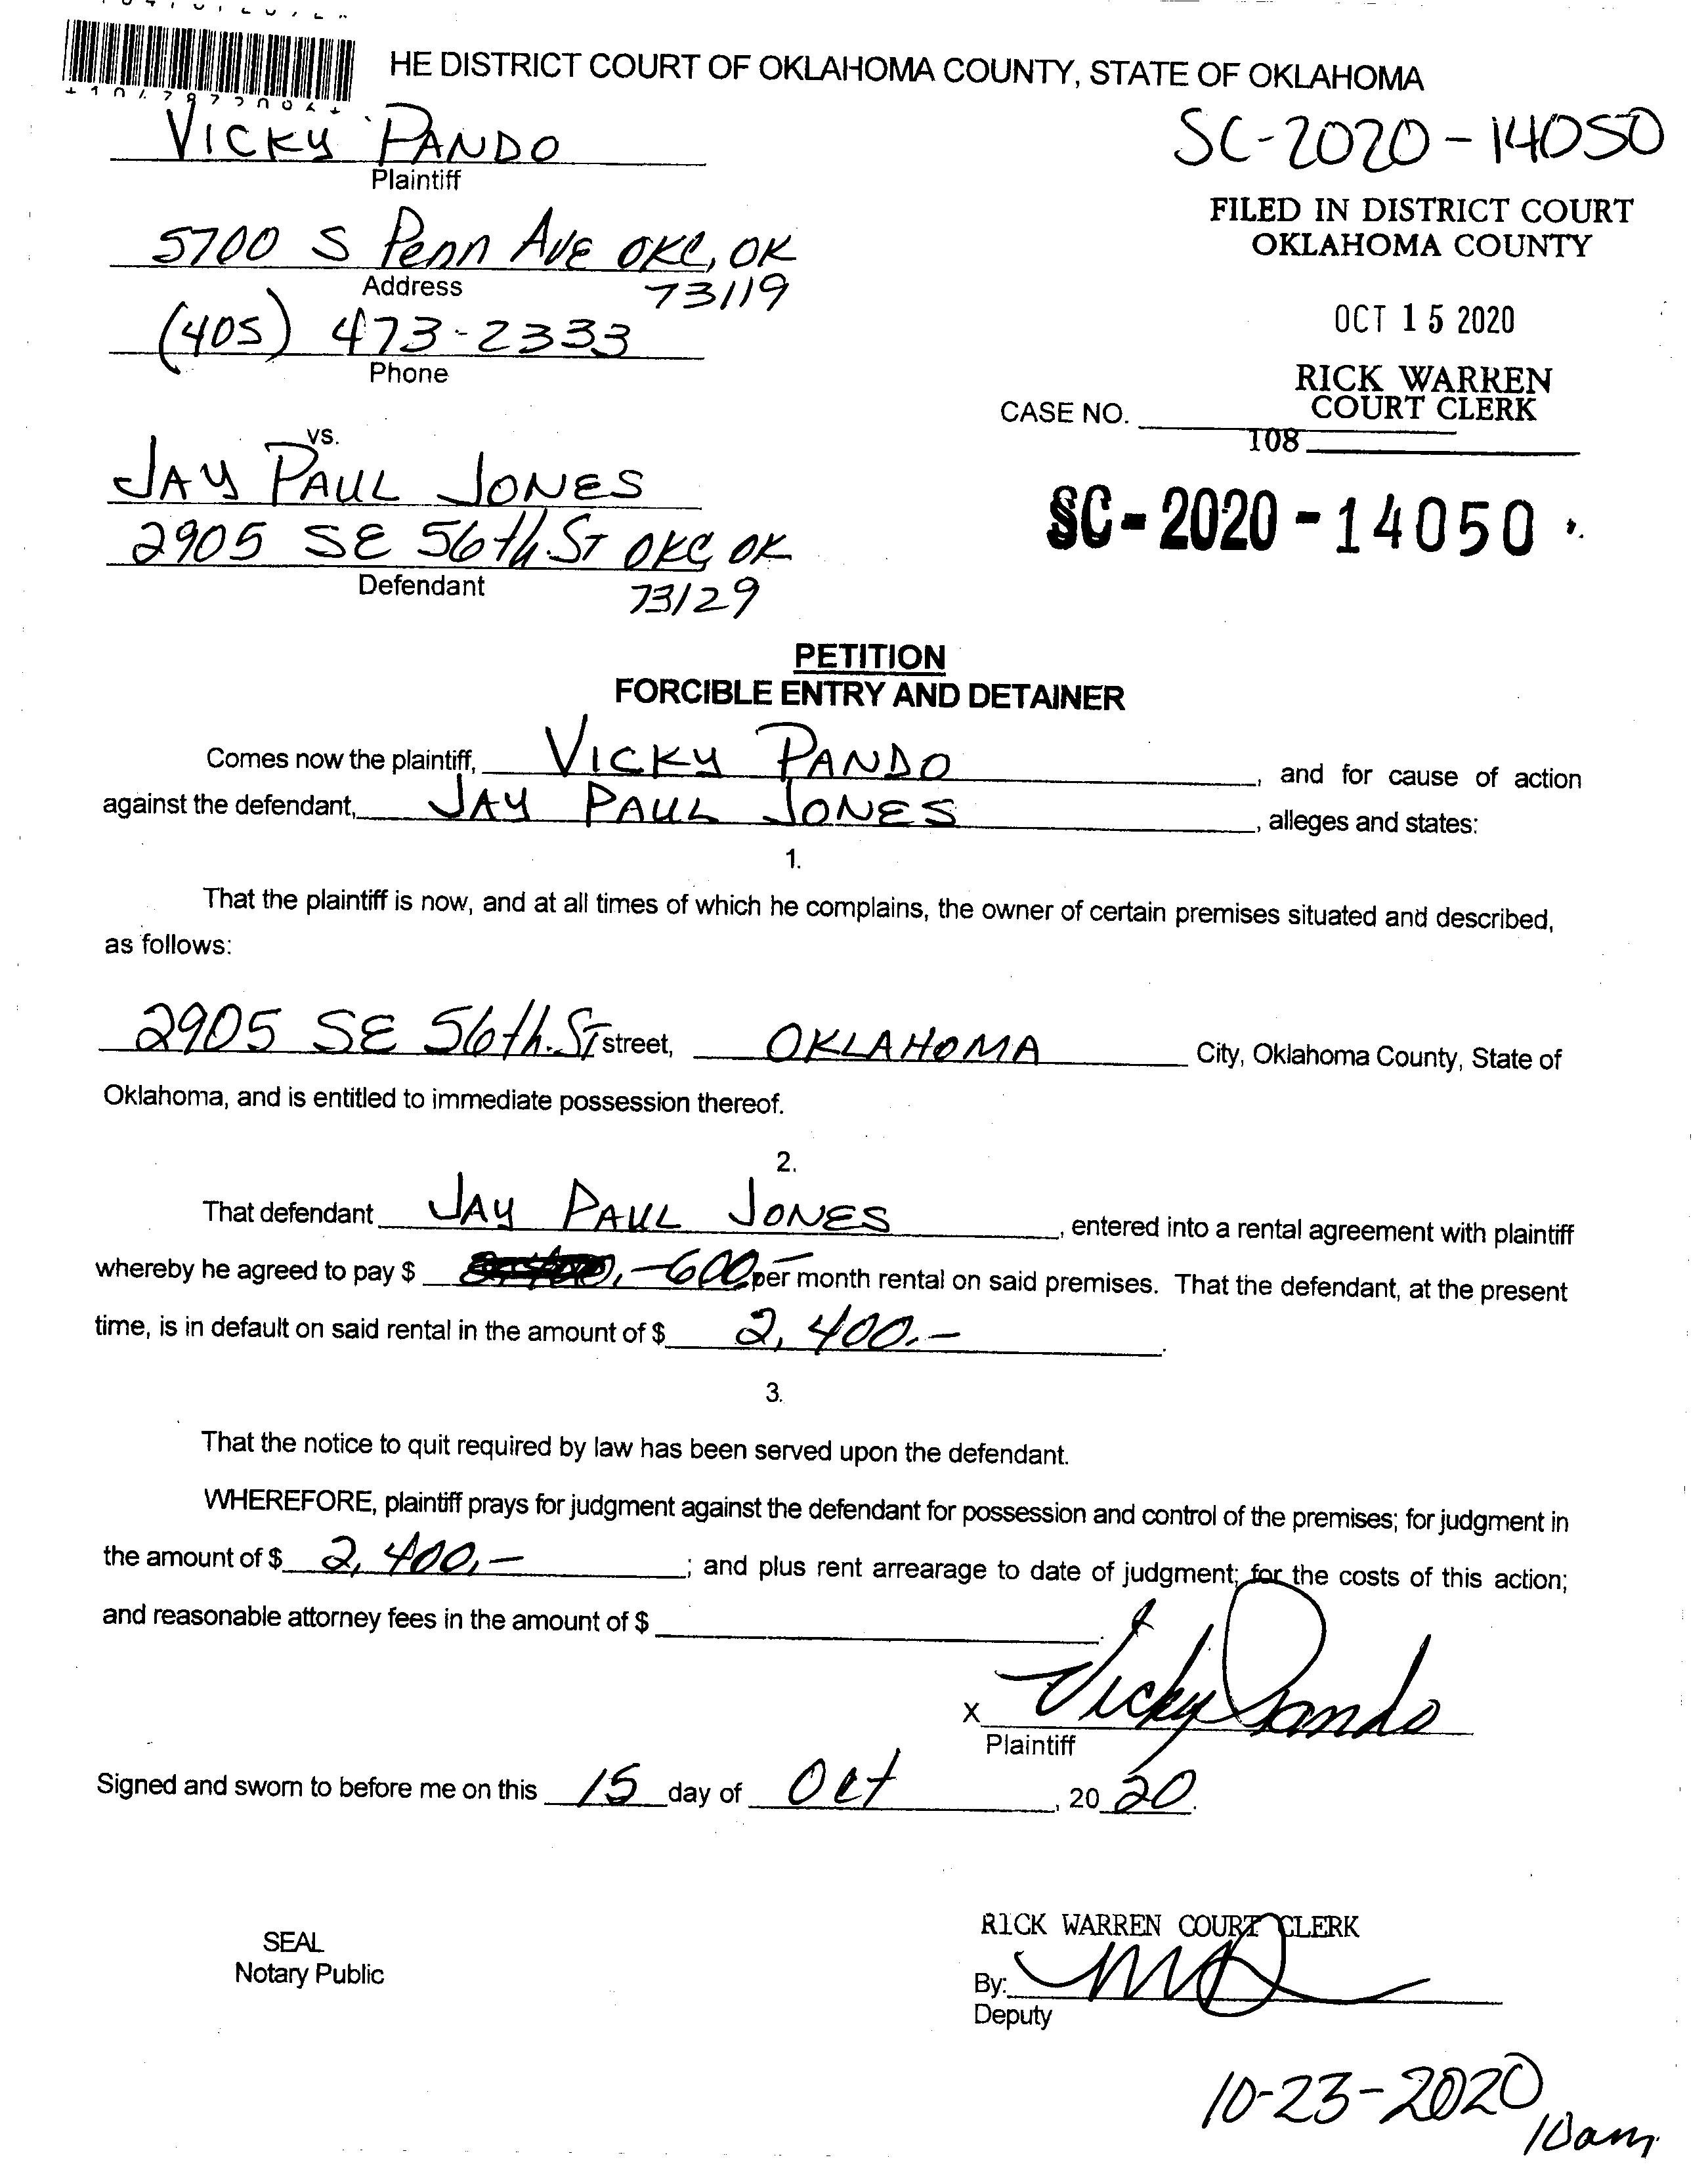 HE DISTRICT COURT OF OKLAHOMA COUNTY, STATE OF OKLAHOMA
VICKY PANDO
Plaintiff
SC-2020-14050
5700 S Penn AVE OKC, OK
Address
73119
FILED IN DISTRICT COURT
OKLAHOMA COUNTY
(405) 473-2333
Phone
OCT 15 2020
RICK WARREN
COURT CLERK
CASE NO.
108
vs.
JAY PAUL JONES
2905 SE 56th. ST OKC OK
Defendant
73129
SC-2020-14050
PETITION
FORCIBLE ENTRY AND DETAINER
Comes now the plaintiff, VICKY PANDO, and for cause of action
against the defendant, JAY PAUL JONES, alleges and states:
1.
That the plaintiff is now, and at all times of which he complains, the owner of certain premises situated and described,
as follows:
2905 SE 56th. ST street, OKLAHOMA City, Oklahoma County, State of
Oklahoma, and is entitled to immediate possession thereof.
2.
That defendant JAY PAUL JONES, entered into a rental agreement with plaintiff
whereby he agreed to pay $ 600.- per month rental on said premises. That the defendant, at the present
time, is in default on said rental in the amount of $ 2,400.-.
3.
That the notice to quit required by law has been served upon the defendant.
WHEREFORE, plaintiff prays for judgment against the defendant for possession and control of the premises; for judgment in
the amount of $ 2,400.- ; and plus rent arrearage to date of judgment; for the costs of this action;
and reasonable attorney fees in the amount of $ .
X Vicky Pando
Plaintiff
Signed and sworn to before me on this 15 day of Oct, 20 20.
SEAL
Notary Public
RICK WARREN COURT CLERK
By:
Deputy
10-23-2020
10am